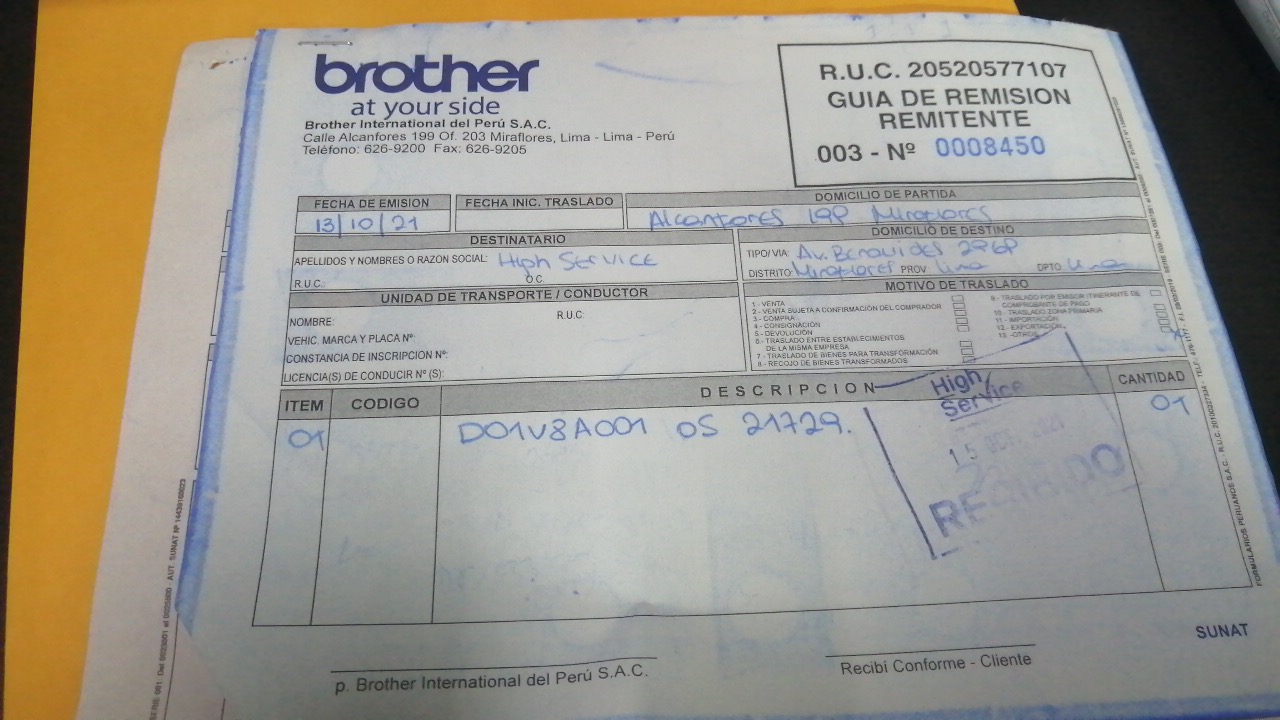 brother
at your side
Brother International del Perú S.A.C.
Calle Alcanfores 199 Of. 203 Miraflores, Lima - Lima - Perú
Teléfono: 626-9200 Fax: 626-9205
R.U.C. 20520577107
GUIA DE REMISION
REMITENTE
003 - Nº 0008450
FECHA DE EMISION
13/10/21
FECHA INIC. TRASLADO
DOMICILIO DE PARTIDA
Alcanfores 199 Miraflores
DESTINATARIO
APELLIDOS Y NOMBRES O RAZON SOCIAL: High Service
R.U.C.: O.C.
DOMICILIO DE DESTINO
TIPO/VIA: Av. Benavides
DISTRITO: Miraflores PROV Lima DPTO Lima
UNIDAD DE TRANSPORTE / CONDUCTOR
R.U.C.
NOMBRE:
VEHIC. MARCA Y PLACA Nº
CONSTANCIA DE INSCRIPCION Nº:
LICENCIA(S) DE CONDUCIR Nº (S):
MOTIVO DE TRASLADO
1 - VENTA
2 - VENTA SUJETA A CONFIRMACIÓN DEL COMPRADOR
3 - COMPRA
4 - CONSIGNACIÓN
5 - DEVOLUCIÓN
6 - TRASLADO ENTRE ESTABLECIMIENTOS
DE LA MISMA EMPRESA
7 - TRASLADO DE BIENES PARA TRANSFORMACIÓN
8 - RECOJO DE BIENES TRANSFORMADOS
9 - TRASLADO POR EMISOR ITINERANTE DE
COMPROBANTE DE PAGO
10 - TRASLADO ZONA PRIMARIA
11 - IMPORTACIÓN
12 - EXPORTACIÓN
13 - OTROS
X
ITEM CODIGO DESCRIPCION CANTIDAD
01 D01V8A001 OS 21729. 01
High
Service
15 OCT. 2021
RECIBIDO
SUNAT
p. Brother International del Perú S.A.C.
Recibí Conforme - Cliente